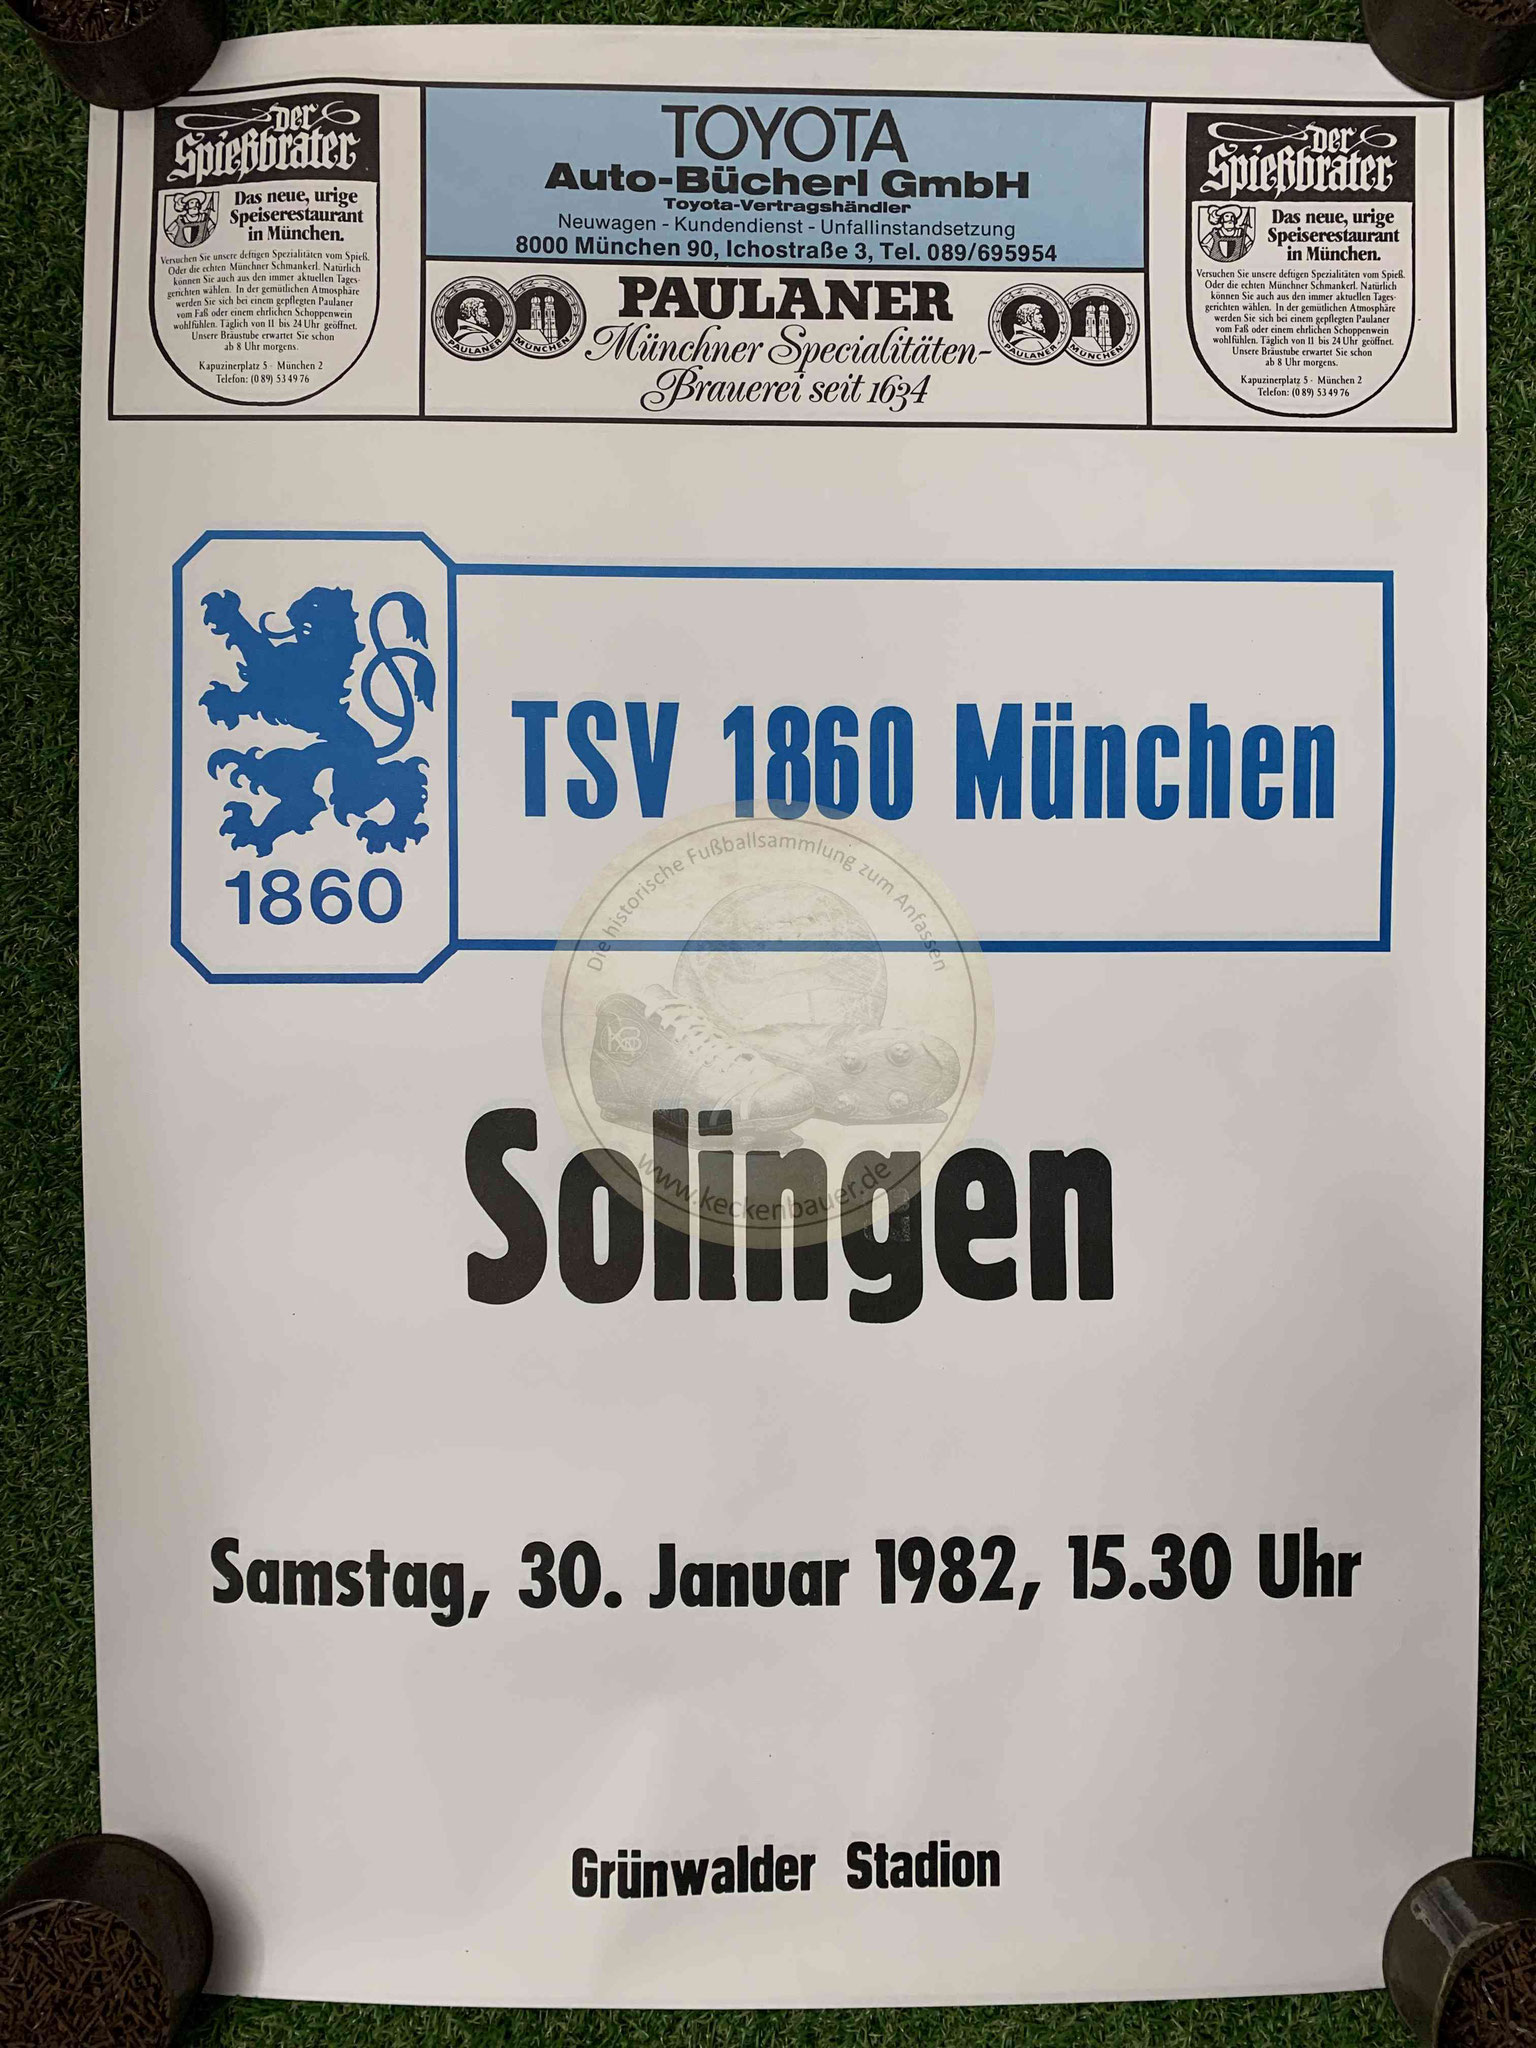 der
Spießbrater
Das neue, urige
Speiserestaurant
in München.
Versuchen Sie unsere deftigen Spezialitäten vom Spieß.
Oder die echten Münchner Schmankerl. Natürlich
können Sie auch aus den immer aktuellen Tages-
gerichten wählen. In der gemütlichen Atmosphäre
werden Sie sich bei einem gepflegten Paulaner
vom Faß oder einem ehrlichen Schoppenwein
wohlfühlen. Täglich von 11 bis 24 Uhr geöffnet.
Unsere Bräustube erwartet Sie schon
ab 8 Uhr morgens.
Kapuzinerplatz 5 · München 2
Telefon: (0 89) 53 49 76
TOYOTA
Auto-Bücherl GmbH
Toyota-Vertragshändler
Neuwagen - Kundendienst - Unfallinstandsetzung
8000 München 90, Ichostraße 3, Tel. 089/695954
PAULANER
MÜNCHEN
PAULANER
Münchner Specialitäten-
Brauerei seit 1634
PAULANER
MÜNCHEN
der
Spießbrater
Das neue, urige
Speiserestaurant
in München.
Versuchen Sie unsere deftigen Spezialitäten vom Spieß.
Oder die echten Münchner Schmankerl. Natürlich
können Sie auch aus den immer aktuellen Tages-
gerichten wählen. In der gemütlichen Atmosphäre
werden Sie sich bei einem gepflegten Paulaner
vom Faß oder einem ehrlichen Schoppenwein
wohlfühlen. Täglich von 11 bis 24 Uhr geöffnet.
Unsere Bräustube erwartet Sie schon
ab 8 Uhr morgens.
Kapuzinerplatz 5 · München 2
Telefon: (0 89) 53 49 76
1860
TSV 1860 München
Die historische Fußballsammlung zum Anfassen
www.keckenbauer.de
Solingen
Samstag, 30. Januar 1982, 15.30 Uhr
Grünwalder Stadion